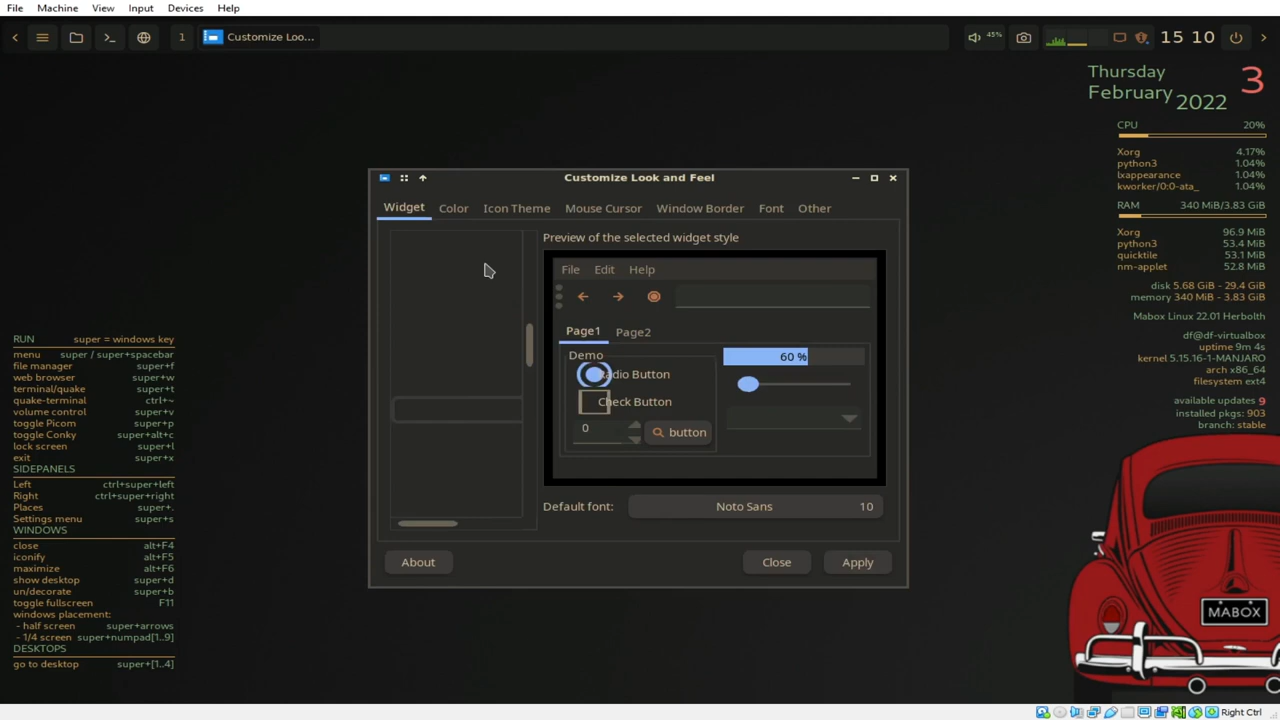 File Machine View Input Devices Help
1 Customize Loo... 45% 15 10
Thursday 3
February 2022
CPU 20%
Xorg 4.17%
python3 1.04%
lxappearance 1.04%
kworker/0:0-ata_ 1.04%
RAM 340 MiB/3.83 GiB
Xorg 96.9 MiB
python3 53.4 MiB
quicktile 53.1 MiB
nm-applet 52.8 MiB
disk 5.68 GiB - 29.4 GiB
memory 340 MiB - 3.83 GiB
Mabox Linux 22.01 Herbolth
df@df-virtualbox
uptime 9m 4s
kernel 5.15.16-1-MANJARO
arch x86_64
filesystem ext4
available updates 9
installed pkgs: 903
branch: stable
Customize Look and Feel
Widget Color Icon Theme Mouse Cursor Window Border Font Other
Preview of the selected widget style
File Edit Help
Page1 Page2
Demo
60 %
adio Button
Check Button
0 button
Default font: Noto Sans 10
About Close Apply
RUN super = windows key
menu super / super+spacebar
file manager super+f
web browser super+w
terminal/quake super+t
quake-terminal ctrl+~
volume control super+v
toggle Picom super+p
toggle Conky super+alt+c
lock screen super+l
exit super+x
SIDEPANELS
Left ctrl+super+left
Right ctrl+super+right
Places super+.
Settings menu super+s
WINDOWS
close alt+F4
iconify alt+F5
maximize alt+F6
show desktop super+d
un/decorate super+b
toggle fullscreen F11
windows placement:
- half screen super+arrows
- 1/4 screen super+numpad[1..9]
DESKTOPS
go to desktop super+[1..4]
MABOX
Right Ctrl